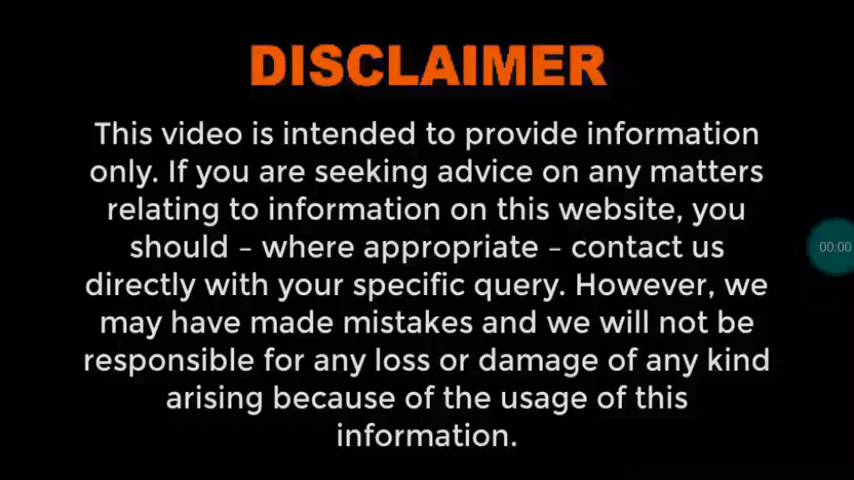 DISCLAIMER
This video is intended to provide information
only. If you are seeking advice on any matters
relating to information on this website, you
should – where appropriate – contact us
directly with your specific query. However, we
may have made mistakes and we will not be
responsible for any loss or damage of any kind
arising because of the usage of this
information.
00:00